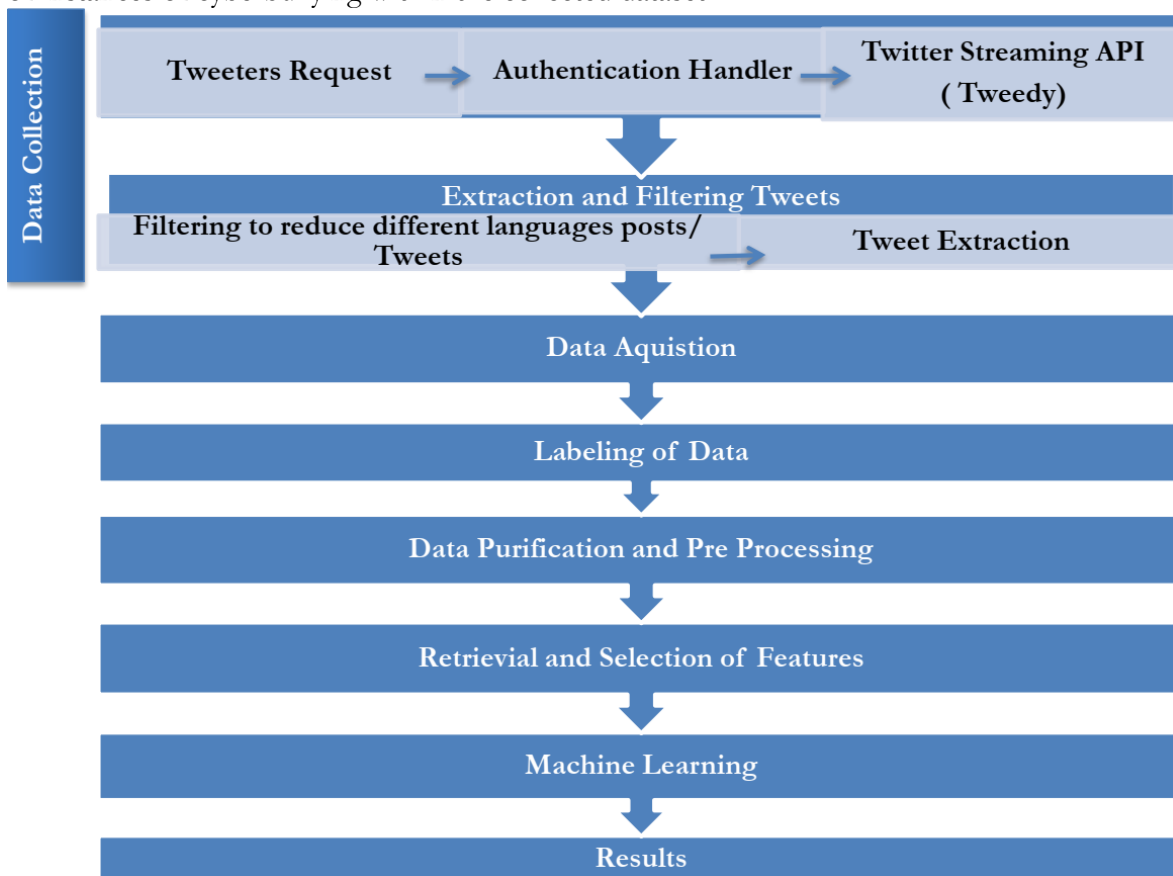 Data Collection
Tweeters Request
Authentication Handler
Twitter Streaming API
( Tweedy)
Extraction and Filtering Tweets
Filtering to reduce different languages posts/
Tweets
Tweet Extraction
Data Aquistion
Labeling of Data
Data Purification and Pre Processing
Retrievial and Selection of Features
Machine Learning
Results